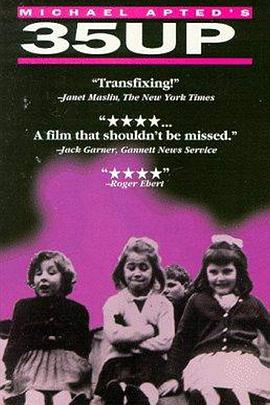 MICHAEL APTED'S
35UP
“Transfixing!”
–Janet Maslin, The New York Times
“★★★★...
A film that shouldn't be missed.”
–Jack Garner, Gannett News Service
“★★★★”
–Roger Ebert